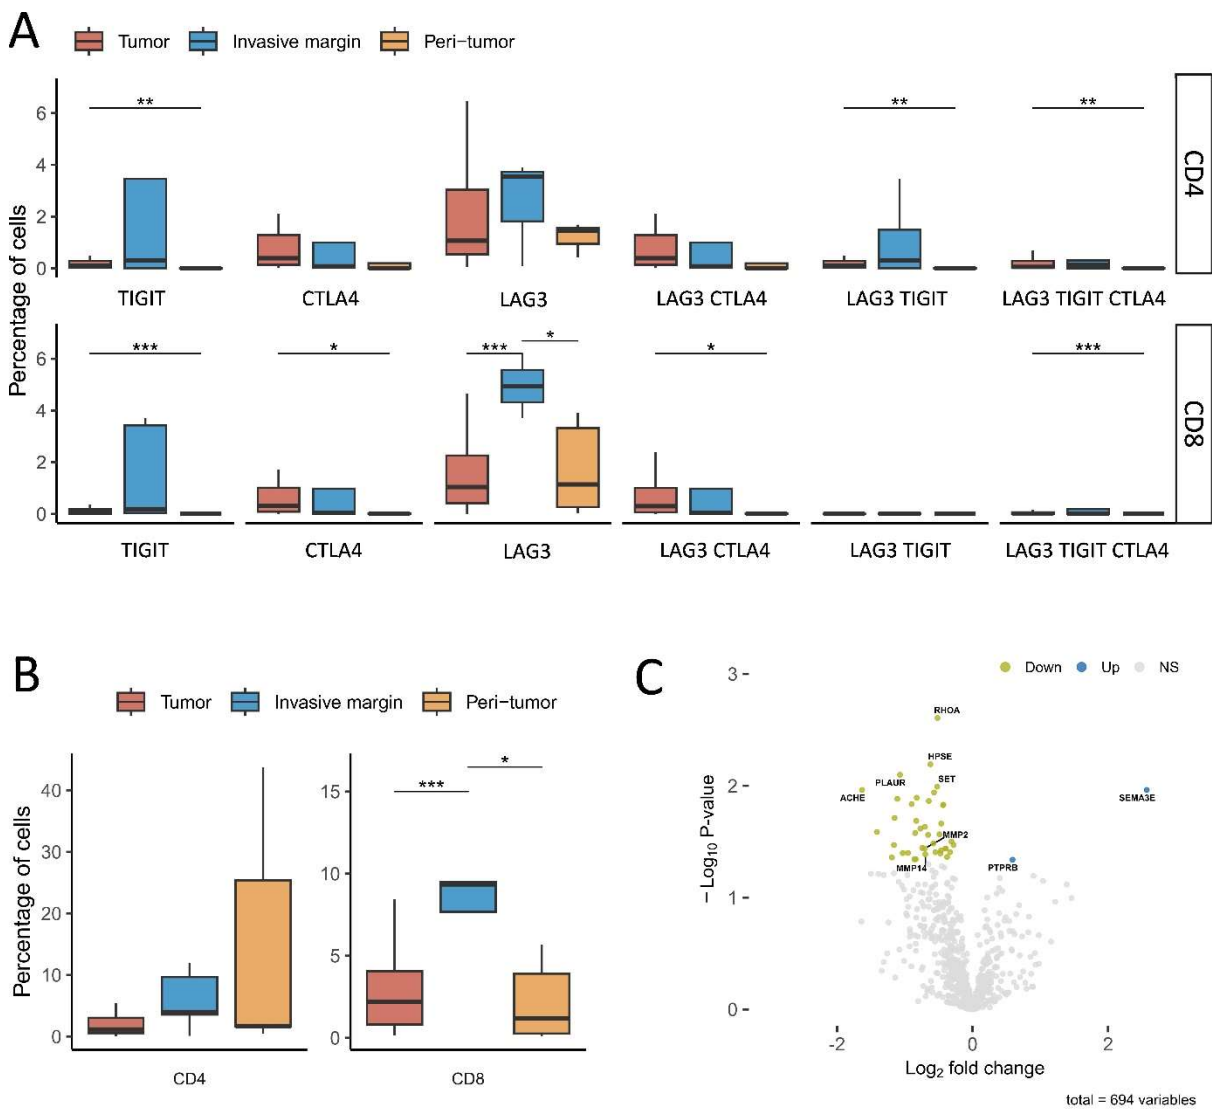 A
Tumor Invasive margin Peri-tumor
Percentage of cells
** ** **
6
4
2
0
CD4
TIGIT CTLA4 LAG3 LAG3 CTLA4 LAG3 TIGIT LAG3 TIGIT CTLA4
*** * *** * * ***
6
4
2
0
CD8
TIGIT CTLA4 LAG3 LAG3 CTLA4 LAG3 TIGIT LAG3 TIGIT CTLA4
B
Tumor Invasive margin Peri-tumor
Percentage of cells
40
30
20
10
0
CD4
*** *
15
10
5
0
CD8
C
Down Up NS
− Log10 P-value
3
2
1
0
RHOA
HPSE
PLAUR
SET
ACHE
SEMA3E
MMP2
MMP14
PTPRB
-2 0 2
Log2 fold change
total = 694 variables